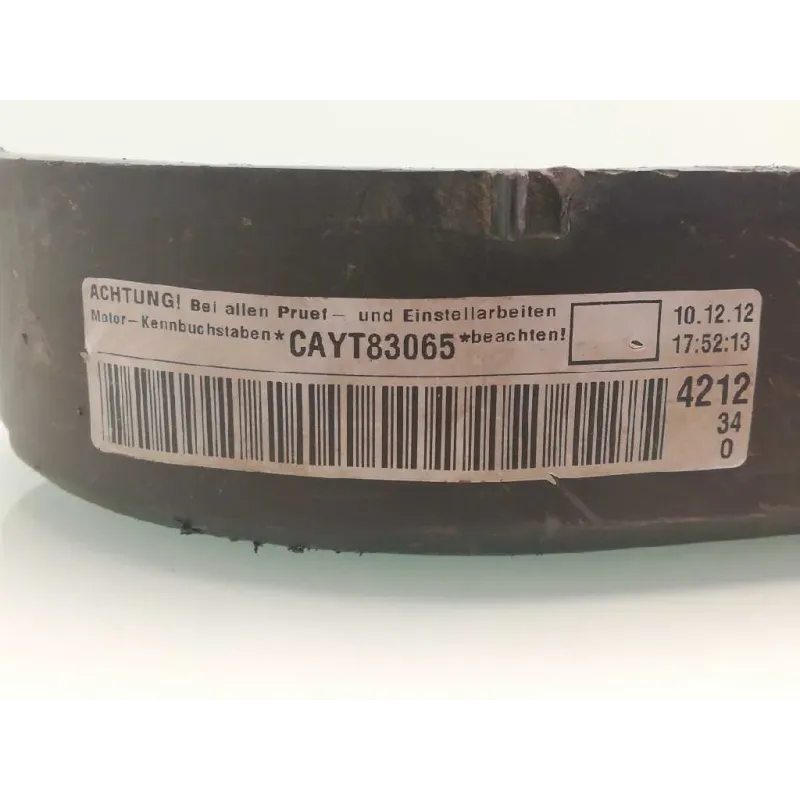 ACHTUNG! Bei allen Pruef- und Einstellarbeiten
Motor-Kennbuchstaben*CAYT83065*beachten!
10.12.12
17:52:13
4212
34
0